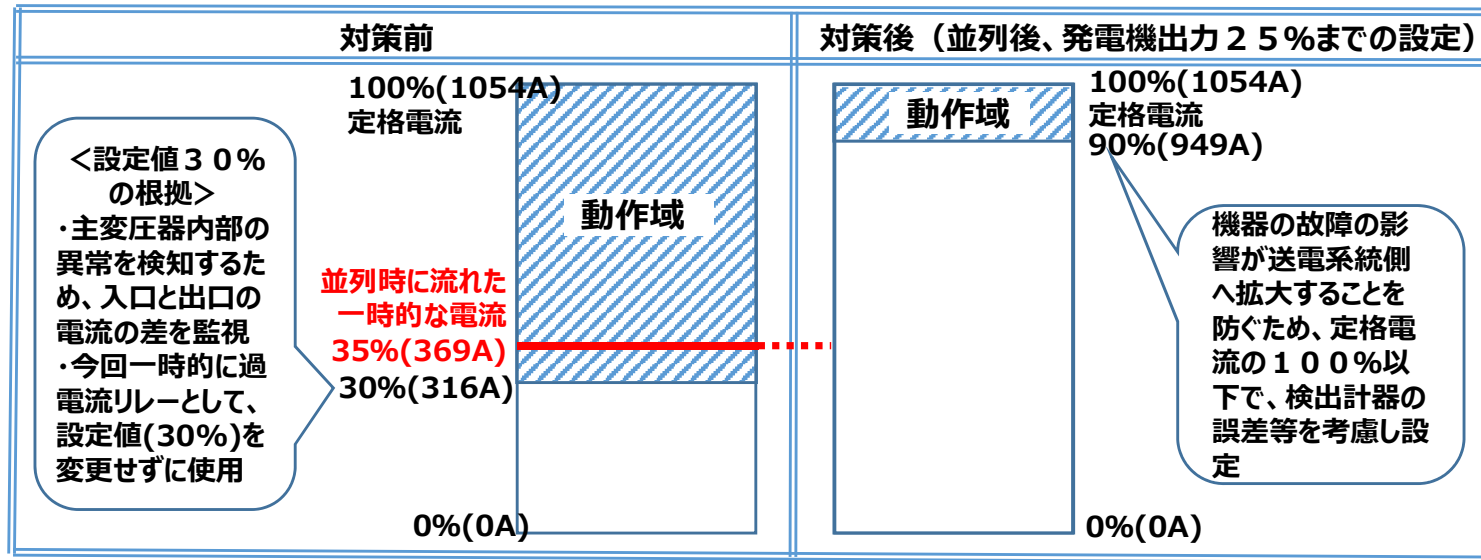 対策前
100%(1054A)
定格電流
＜設定値３０%
の根拠＞
・主変圧器内部の
異常を検知するた
め、入口と出口の
電流の差を監視
・今回一時的に過
電流リレーとして、
設定値(30%)を
変更せずに使用
動作域
並列時に流れた
一時的な電流
35%(369A)
30%(316A)
0%(0A)
対策後（並列後、発電機出力２５%までの設定）
動作域
100%(1054A)
定格電流
90%(949A)
機器の故障の影
響が送電系統側
へ拡大することを
防ぐため、定格電
流の１００%以
下で、検出計器の
誤差等を考慮し設
定
0%(0A)